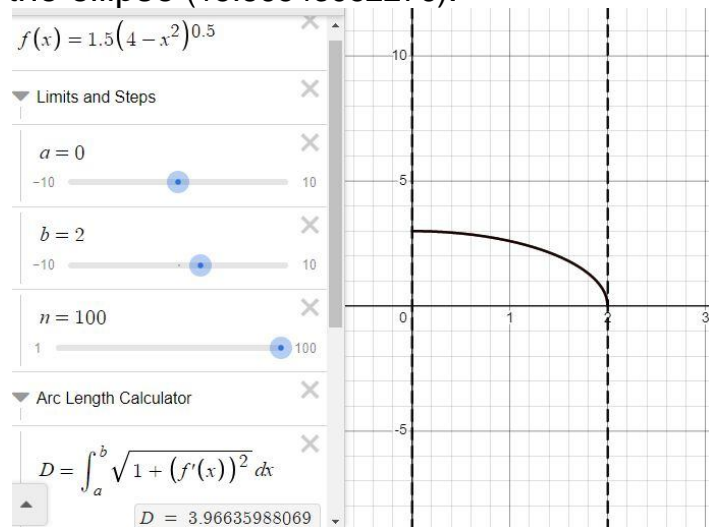 f(x) = 1.5(4 − x²)^0.5
Limits and Steps
a = 0
−10 10
b = 2
−10 10
n = 100
1 100
Arc Length Calculator
D = ∫_a^b √(1 + (f′(x))²) dx
D = 3.96635988069
10
5
0 1 2 3
-5